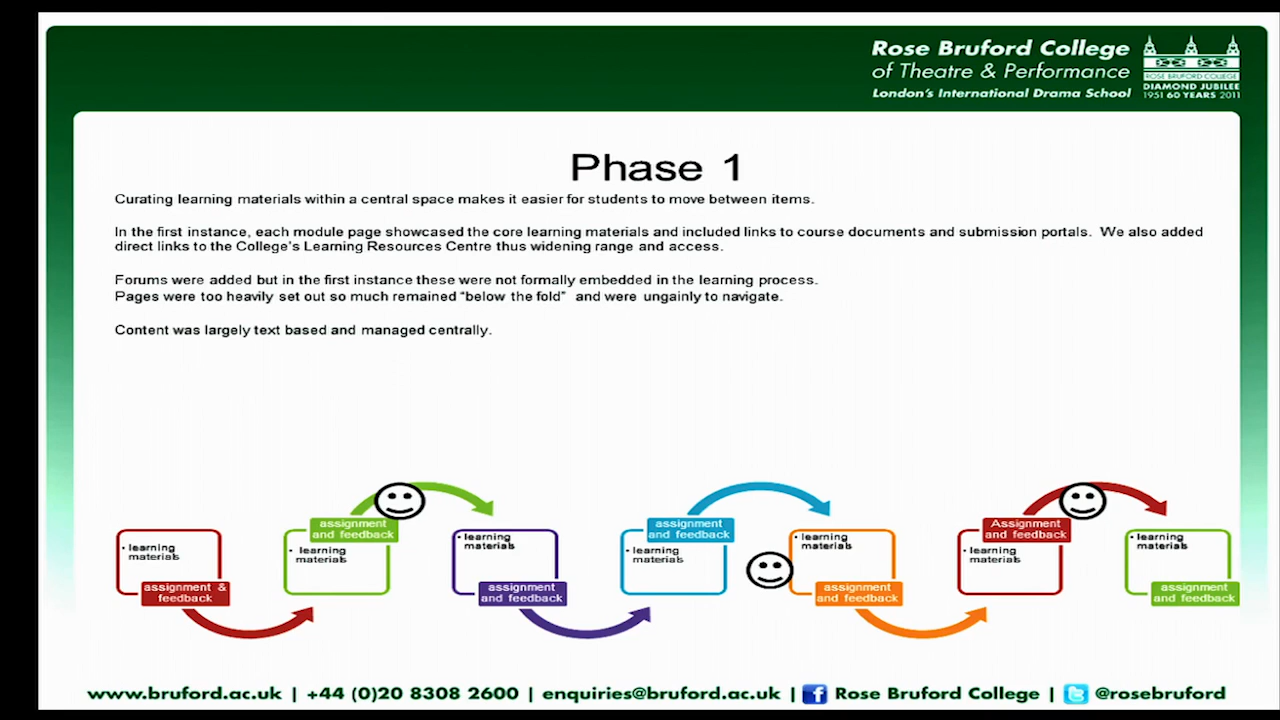 Rose Bruford College
of Theatre & Performance
London's International Drama School
ROSE BRUFORD COLLEGE
DIAMOND JUBILEE
1951 60 YEARS 2011
Phase 1
Curating learning materials within a central space makes it easier for students to move between items.
In the first instance, each module page showcased the core learning materials and included links to course documents and submission portals.  We also added
direct links to the College's Learning Resources Centre thus widening range and access.
Forums were added but in the first instance these were not formally embedded in the learning process.
Pages were too heavily set out so much remained “below the fold”  and were ungainly to navigate.
Content was largely text based and managed centrally.
• learning
materials
assignment &
feedback
assignment
and feedback
• learning
materials
• learning
materials
assignment
and feedback
assignment
and feedback
• learning
materials
• learning
materials
assignment
and feedback
Assignment
and feedback
• learning
materials
• learning
materials
assignment
and feedback
www.bruford.ac.uk | +44 (0)20 8308 2600 | enquiries@bruford.ac.uk | f Rose Bruford College | @rosebruford